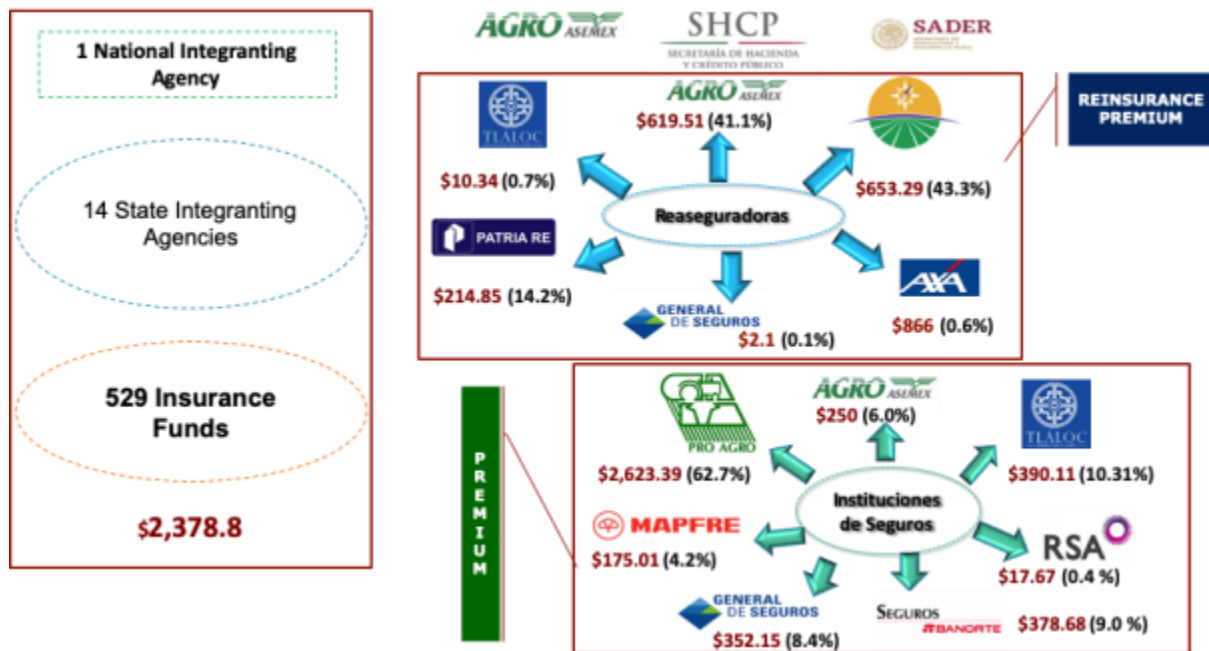 1 National Integranting
Agency
14 State Integranting
Agencies
529 Insurance
Funds
$2,378.8
AGRO ASEMEX
SHCP
SECRETARÍA DE HACIENDA
Y CRÉDITO PÚBLICO
SADER
REINSURANCE
PREMIUM
TLÁLOC
$10.34 (0.7%)
AGRO ASEMEX
$619.51 (41.1%)
$653.29 (43.3%)
Reaseguradoras
PATRIA RE
$214.85 (14.2%)
GENERAL
DE SEGUROS
$2.1 (0.1%)
AXA
$866 (0.6%)
PREMIUM
PRO AGRO
$2,623.39 (62.7%)
AGRO ASEMEX
$250 (6.0%)
TLÁLOC
$390.11 (10.31%)
Instituciones
de Seguros
MAPFRE
$175.01 (4.2%)
RSA
$17.67 (0.4 %)
GENERAL
DE SEGUROS
$352.15 (8.4%)
SEGUROS
BANORTE
$378.68 (9.0 %)